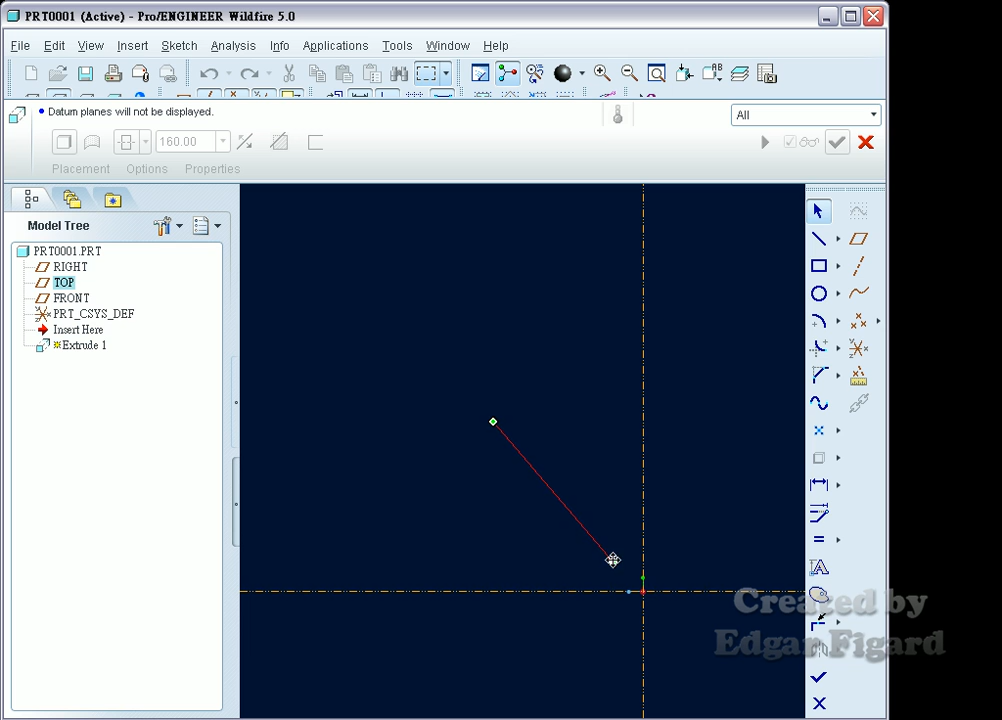 PRT0001 (Active) - Pro/ENGINEER Wildfire 5.0
File Edit View Insert Sketch Analysis Info Applications Tools Window Help
Datum planes will not be displayed.
All
160.00
Placement Options Properties
Model Tree
PRT0001.PRT
RIGHT
TOP
FRONT
PRT_CSYS_DEF
Insert Here
Extrude 1
Created by
Edgar Figard